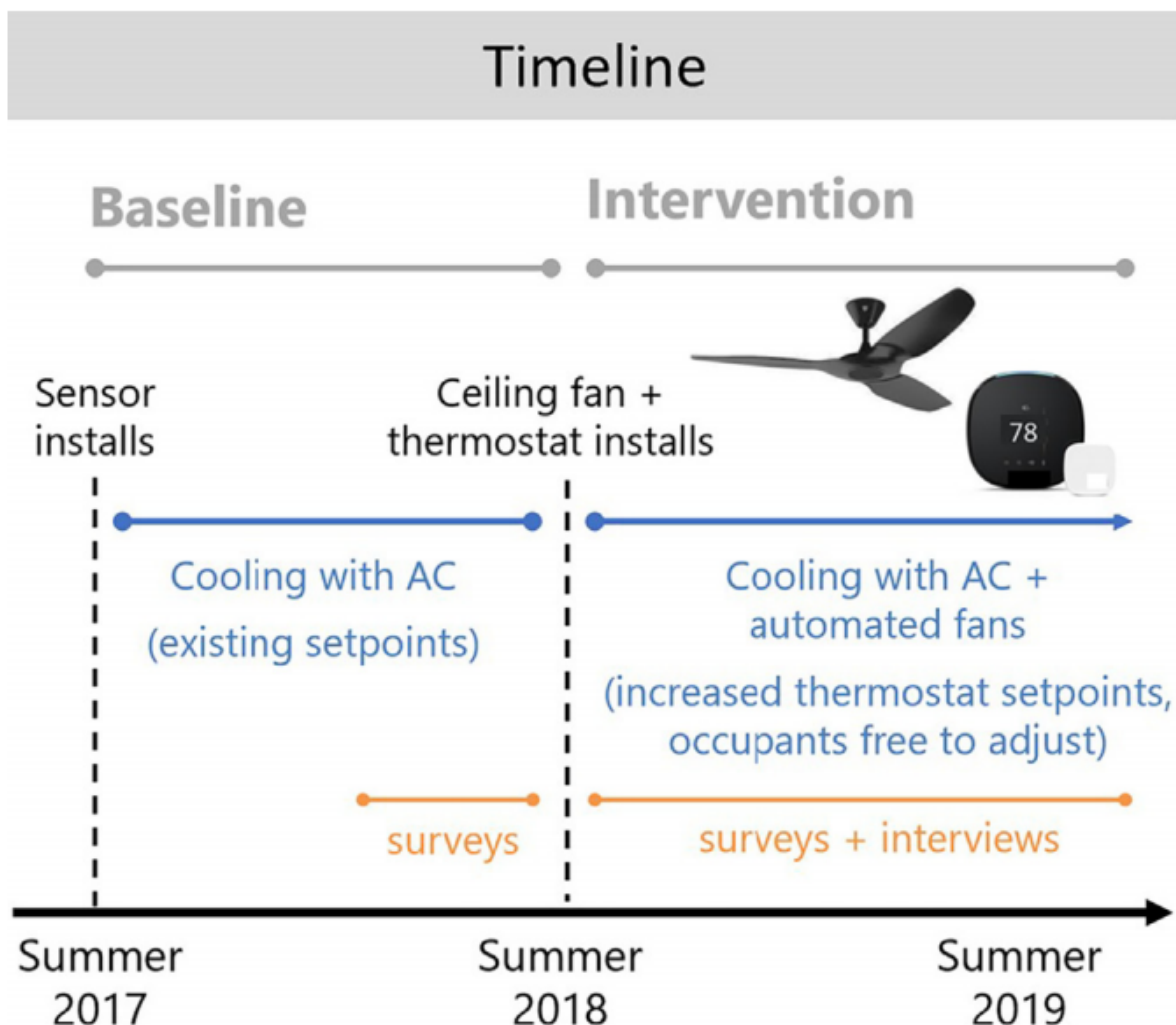 Timeline
Baseline
Intervention
Sensor
installs
Ceiling fan +
thermostat installs
78
Cooling with AC
(existing setpoints)
Cooling with AC +
automated fans
(increased thermostat setpoints,
occupants free to adjust)
surveys
surveys + interviews
Summer
2017
Summer
2018
Summer
2019